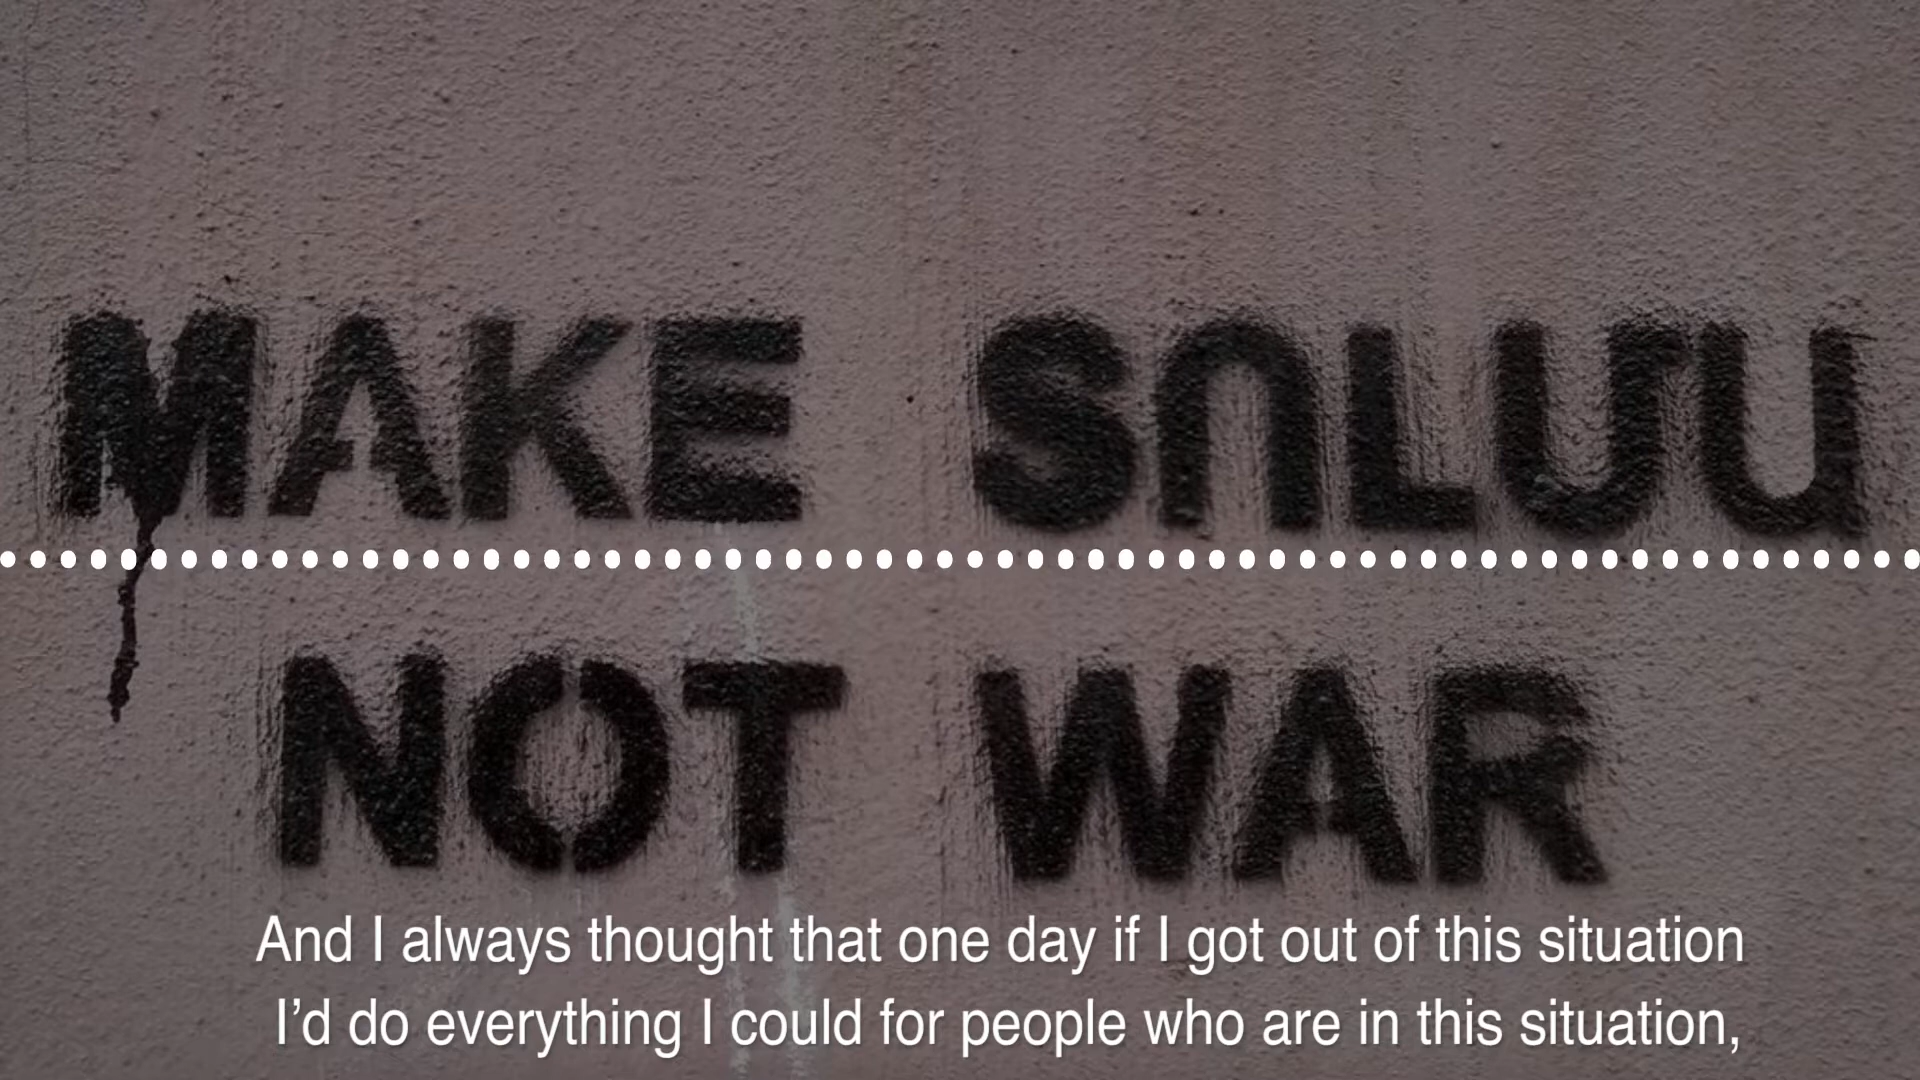 MAKE ՏՈԼՄԱ
NOT WAR
And I always thought that one day if I got out of this situation
I’d do everything I could for people who are in this situation,